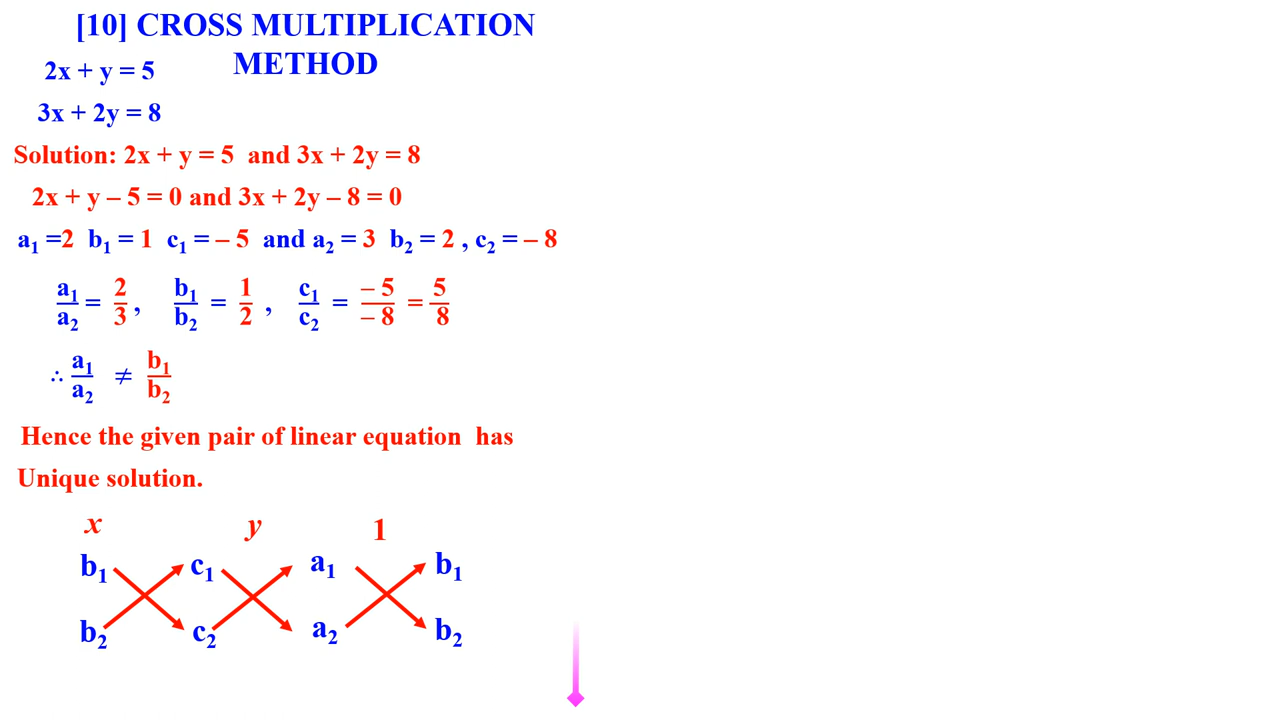 [10] CROSS MULTIPLICATION
METHOD
2x + y = 5
3x + 2y = 8
Solution: 2x + y = 5 and 3x + 2y = 8
2x + y – 5 = 0 and 3x + 2y – 8 = 0
a₁ =2 b₁ = 1 c₁ = – 5 and a₂ = 3 b₂ = 2 , c₂ = – 8
a₁/a₂ = 2/3 , b₁/b₂ = 1/2 , c₁/c₂ = – 5/– 8 = 5/8
∴ a₁/a₂ ≠ b₁/b₂
Hence the given pair of linear equation has
Unique solution.
x y 1
b₁ c₁ a₁ b₁
b₂ c₂ a₂ b₂